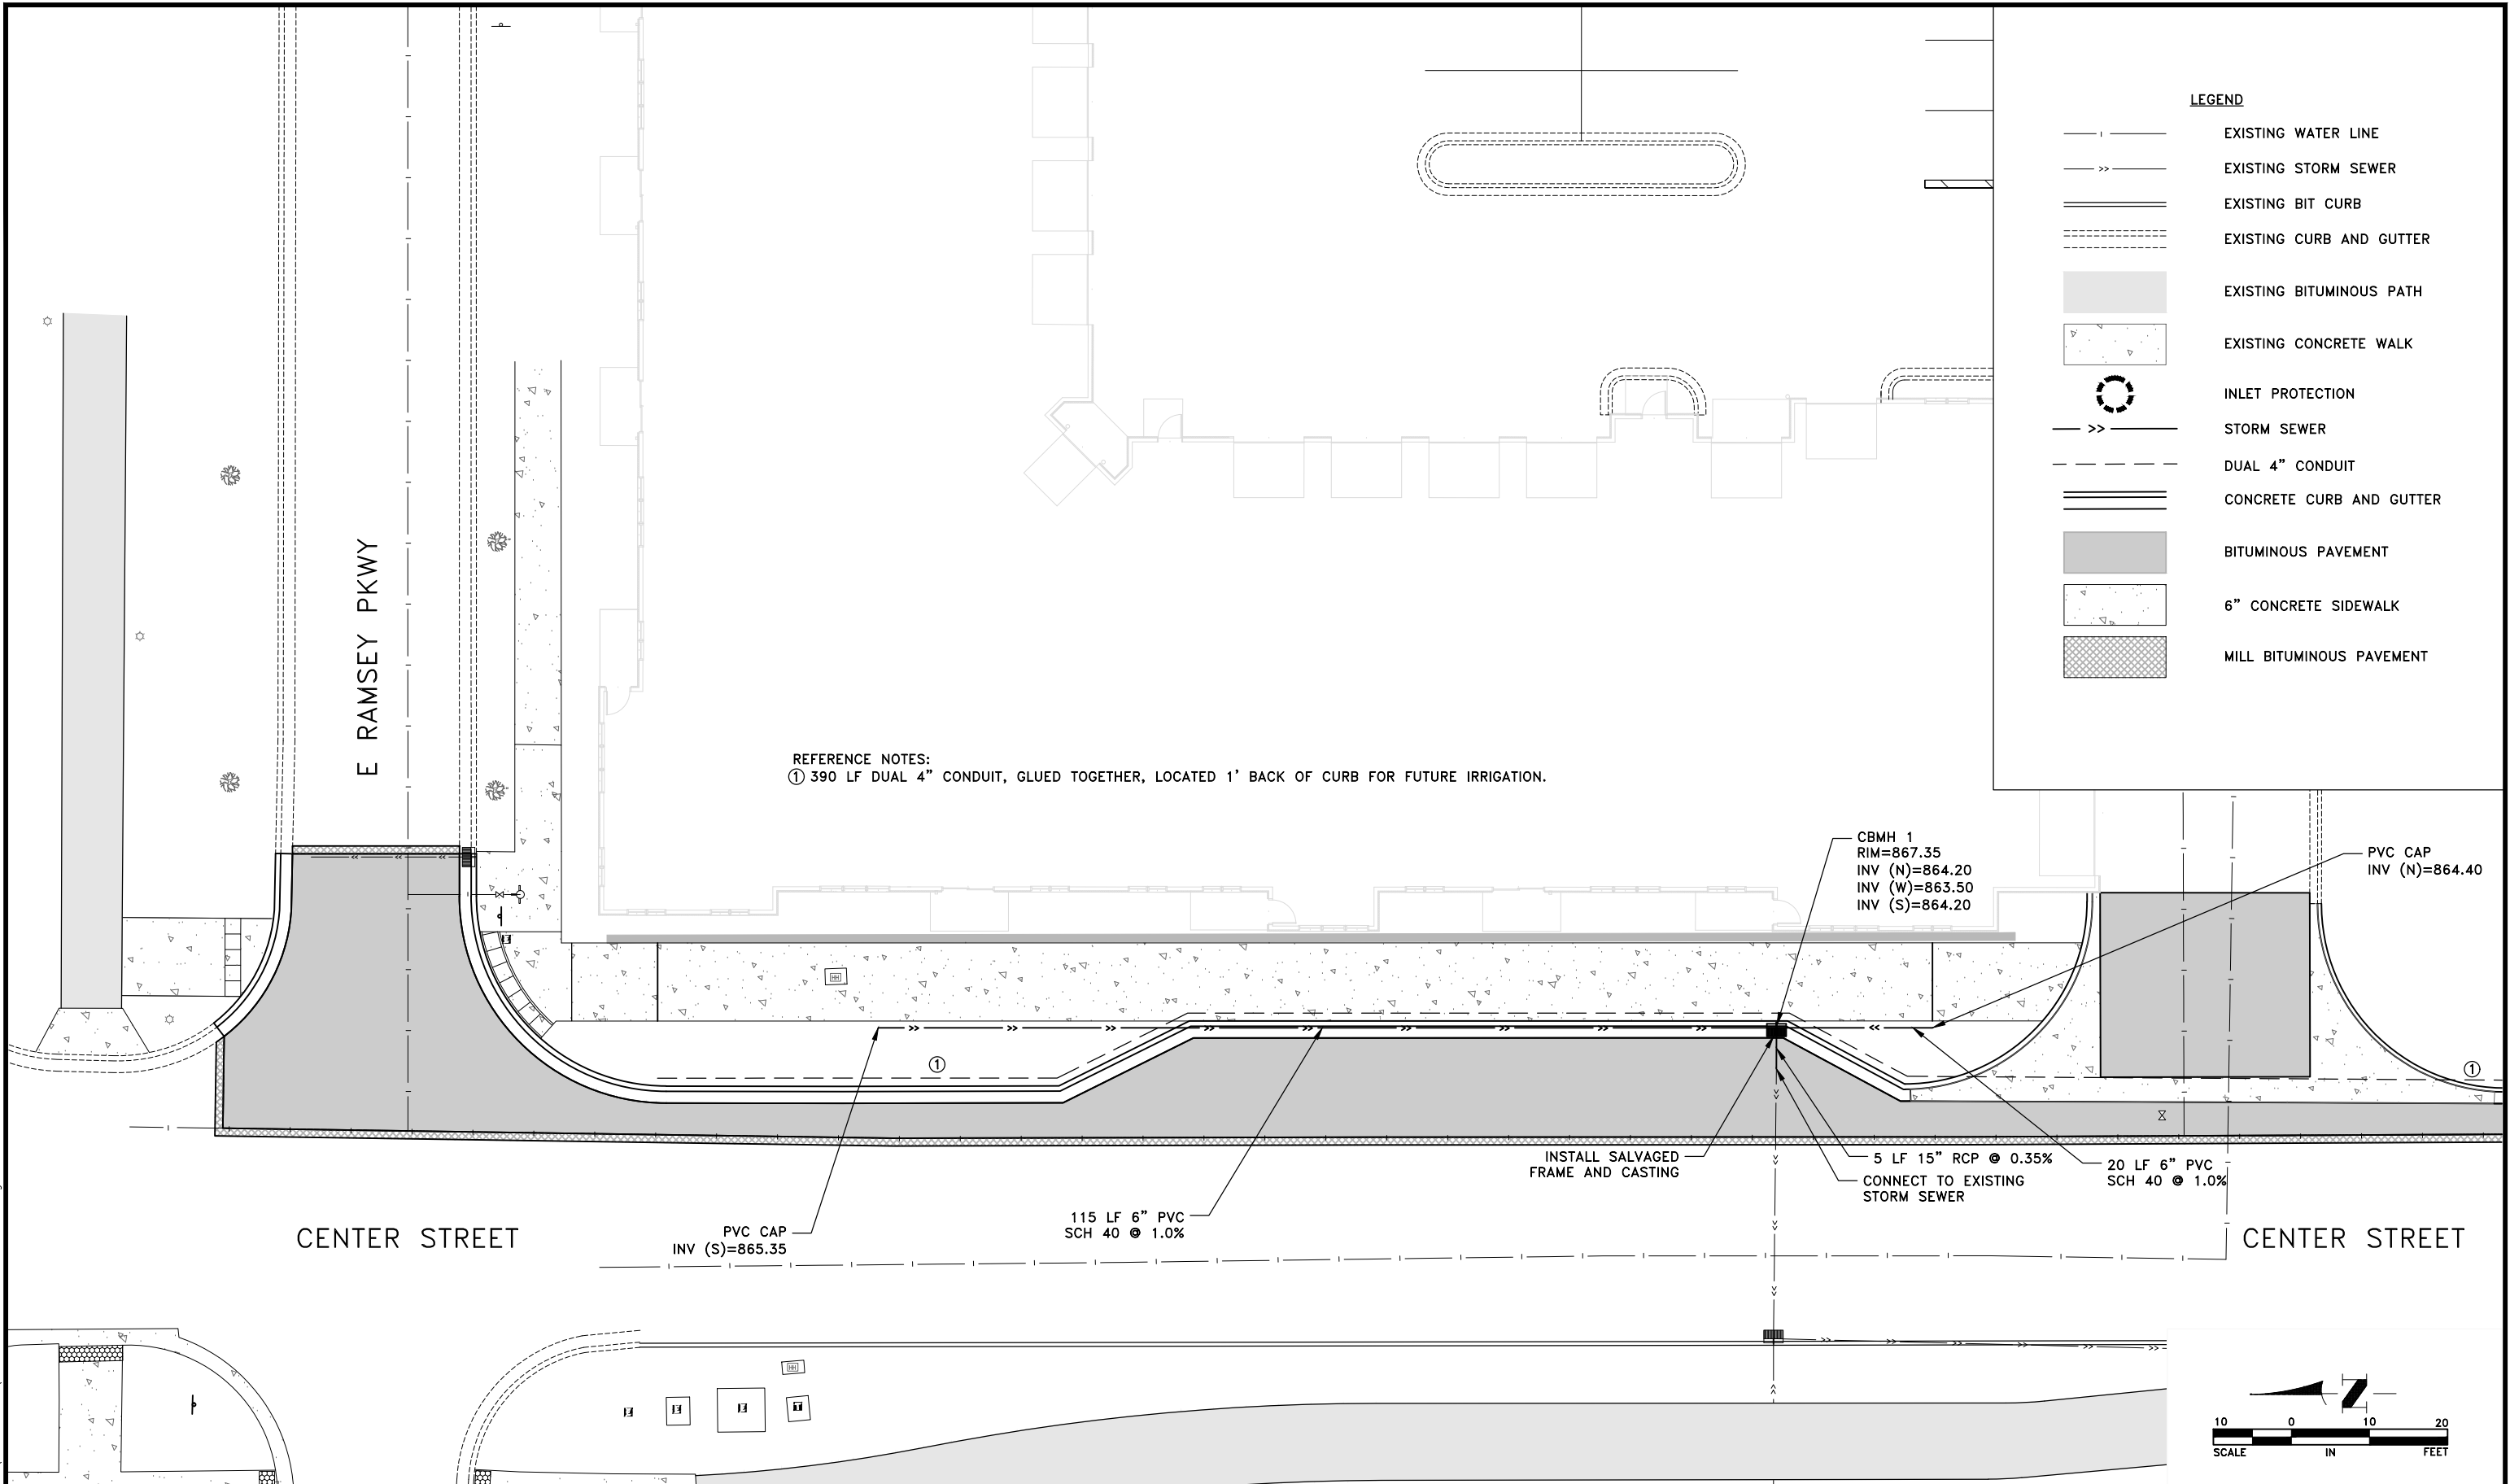 LEGEND
EXISTING WATER LINE
EXISTING STORM SEWER
EXISTING BIT CURB
EXISTING CURB AND GUTTER
EXISTING BITUMINOUS PATH
EXISTING CONCRETE WALK
INLET PROTECTION
STORM SEWER
DUAL 4" CONDUIT
CONCRETE CURB AND GUTTER
BITUMINOUS PAVEMENT
6" CONCRETE SIDEWALK
MILL BITUMINOUS PAVEMENT
E RAMSEY PKWY
REFERENCE NOTES:
① 390 LF DUAL 4" CONDUIT, GLUED TOGETHER, LOCATED 1' BACK OF CURB FOR FUTURE IRRIGATION.
CBMH 1
RIM=867.35
INV (N)=864.20
INV (W)=863.50
INV (S)=864.20
PVC CAP
INV (N)=864.40
HH
E
①
①
INSTALL SALVAGED
FRAME AND CASTING
5 LF 15" RCP @ 0.35%
CONNECT TO EXISTING
STORM SEWER
20 LF 6" PVC
SCH 40 @ 1.0%
115 LF 6" PVC
SCH 40 @ 1.0%
PVC CAP
INV (S)=865.35
CENTER STREET
CENTER STREET
HH
E
E
E
T
N
10 0 10 20
SCALE IN FEET